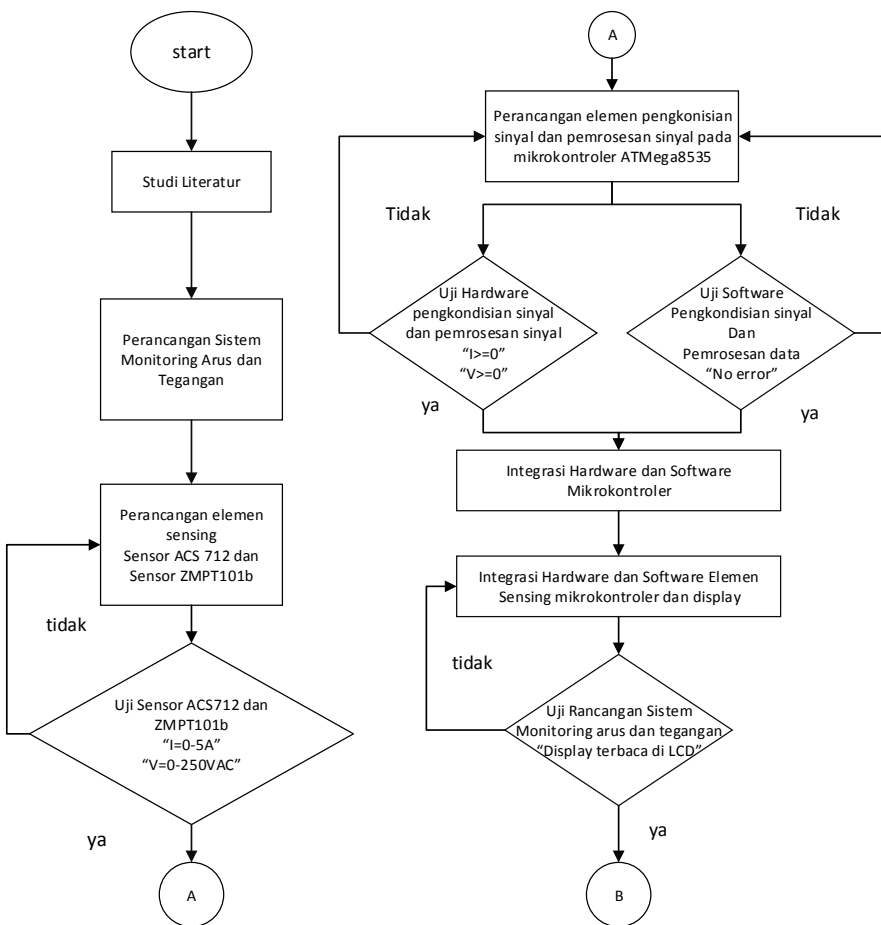 start
Studi Literatur
Perancangan Sistem
Monitoring Arus dan
Tegangan
Perancangan elemen
sensing
Sensor ACS 712 dan
Sensor ZMPT101b
tidak
Uji Sensor ACS712 dan
ZMPT101b
“I=0-5A”
“V=0-250VAC”
ya
A
A
Perancangan elemen pengkonisian
sinyal dan pemrosesan sinyal pada
mikrokontroler ATMega8535
Tidak
Tidak
Uji Hardware
pengkondisian sinyal
dan pemrosesan sinyal
“I>=0”
“V>=0”
Uji Software
Pengkondisian sinyal
Dan
Pemrosesan data
“No error”
ya
ya
Integrasi Hardware dan Software
Mikrokontroler
Integrasi Hardware dan Software Elemen
Sensing mikrokontroler dan display
tidak
Uji Rancangan Sistem
Monitoring arus dan tegangan
“Display terbaca di LCD”
ya
B